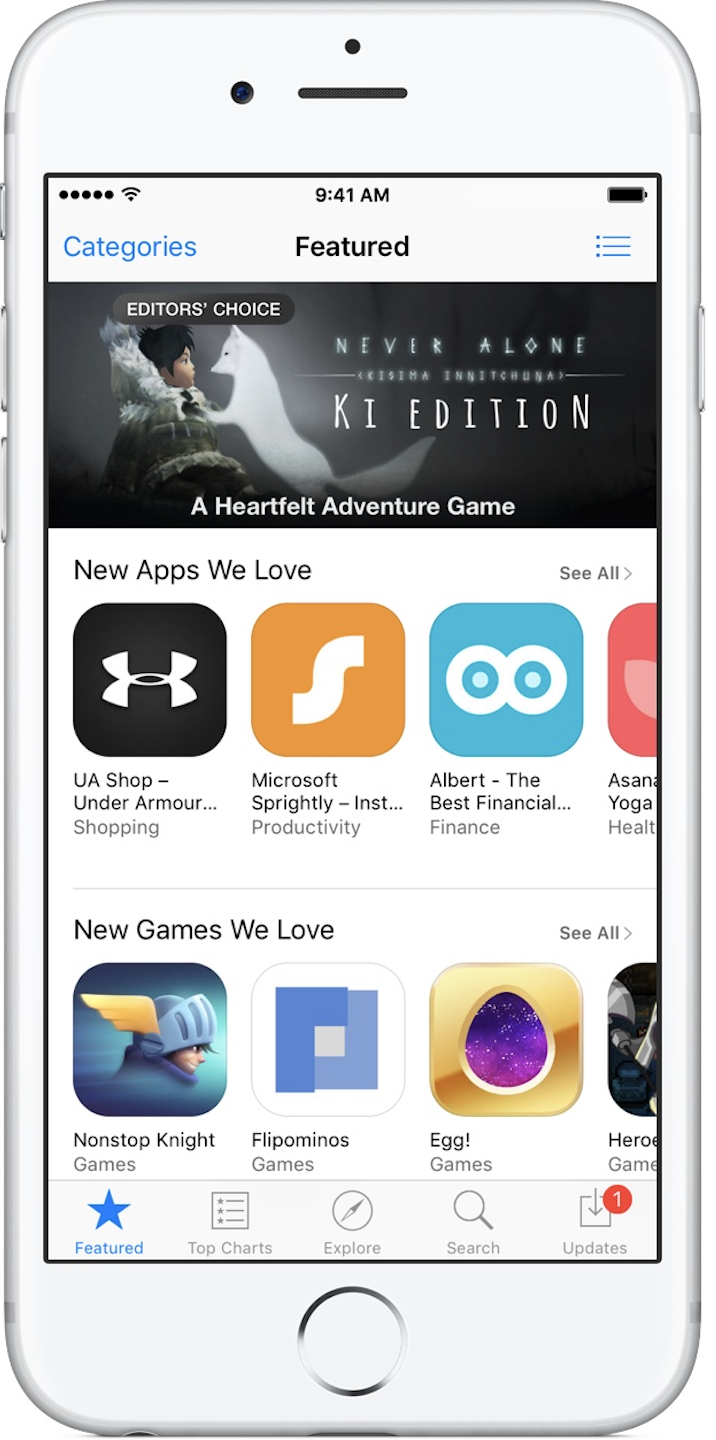 9:41 AM
Categories
Featured
EDITORS' CHOICE
NEVER ALONE
(KISIMA INNITCHUNA)
KI EDITION
A Heartfelt Adventure Game
New Apps We Love
See All
UA Shop –
Under Armour...
Shopping
Microsoft
Sprightly – Inst...
Productivity
Albert - The
Best Financial...
Finance
Asana
Yoga
Healt
New Games We Love
See All
Nonstop Knight
Games
Flipominos
Games
Egg!
Games
Heroe
Game
Featured
Top Charts
Explore
Search
1
Updates